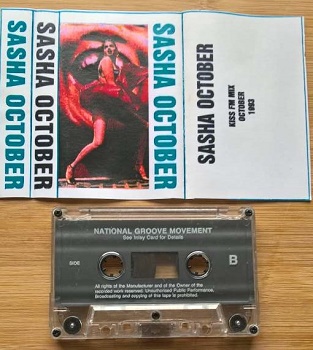 SASHA OCTOBER
SASHA OCTOBER
SASHA OCTOBER
SASHA OCTOBER
KISS FM MIX
OCTOBER
1993
NATIONAL GROOVE MOVEMENT
See Inlay Card for Details
SIDE
B
All rights of the Manufacturer and of the Owner of the
recorded work reserved. Unauthorised Public Performance,
Broadcasting and copying of this tape is prohibited.